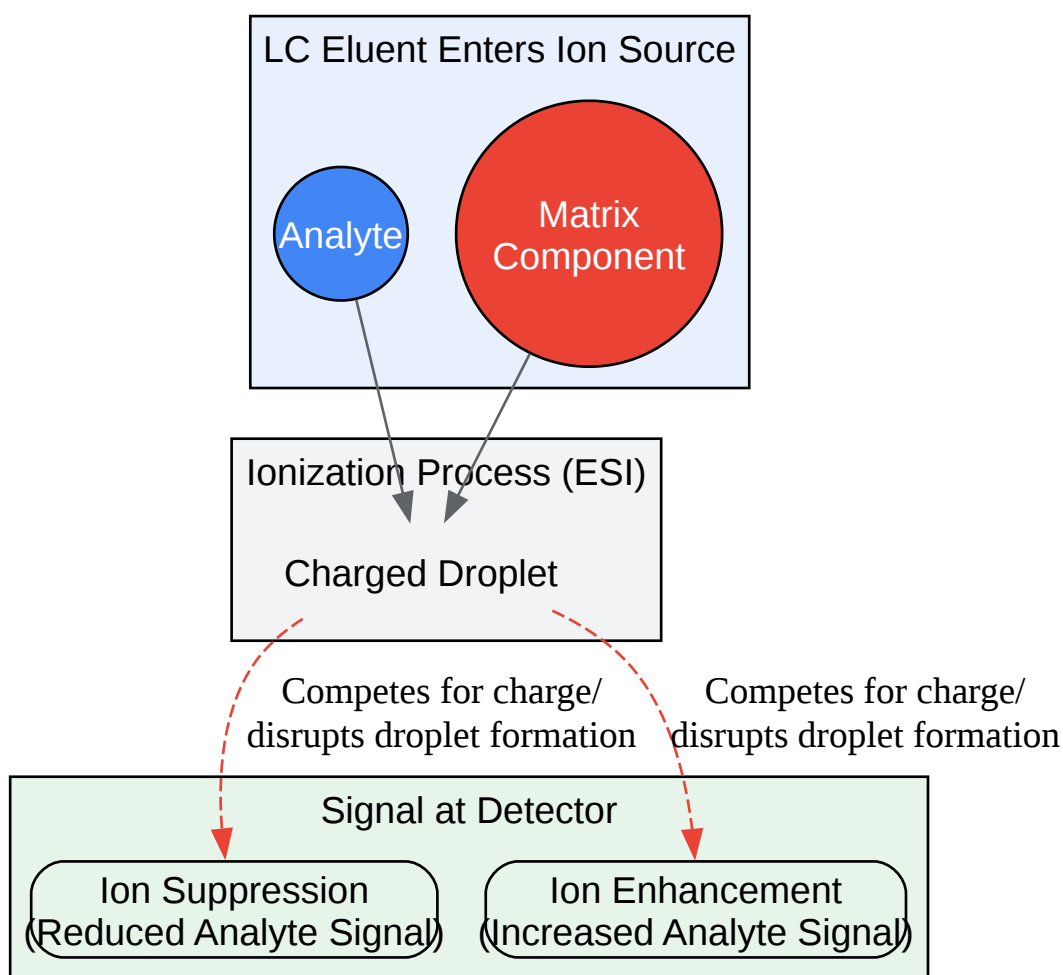 LC Eluent Enters Ion Source
Analyte
Matrix
Component
Ionization Process (ESI)
Charged Droplet
Competes for charge/
disrupts droplet formation
Competes for charge/
disrupts droplet formation
Signal at Detector
Ion Suppression
(Reduced Analyte Signal)
Ion Enhancement
(Increased Analyte Signal)